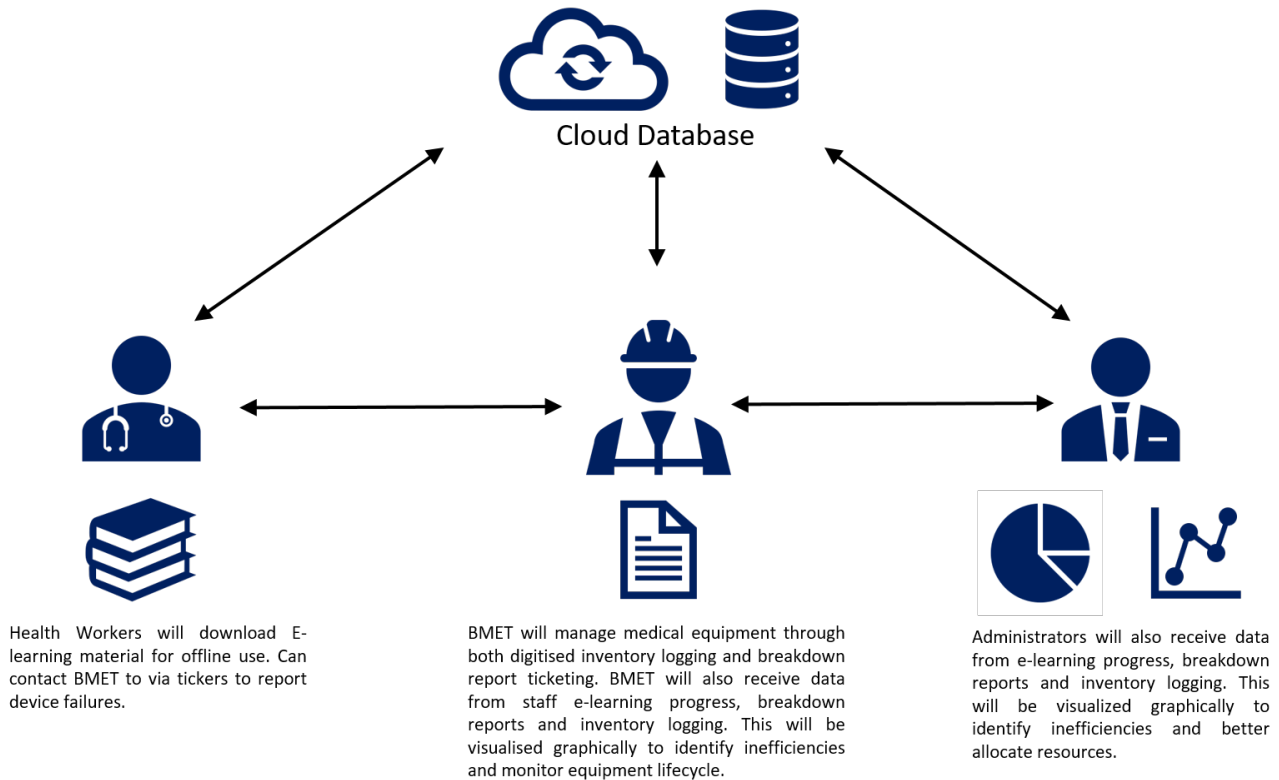 Cloud Database
Health Workers will download E-
learning material for offline use. Can
contact BMET to via tickers to report
device failures.
BMET will manage medical equipment through
both digitised inventory logging and breakdown
report ticketing. BMET will also receive data
from staff e-learning progress, breakdown
reports and inventory logging. This will be
visualised graphically to identify inefficiencies
and monitor equipment lifecycle.
Administrators will also receive data
from e-learning progress, breakdown
reports and inventory logging. This
will be visualized graphically to
identify inefficiencies and better
allocate resources.